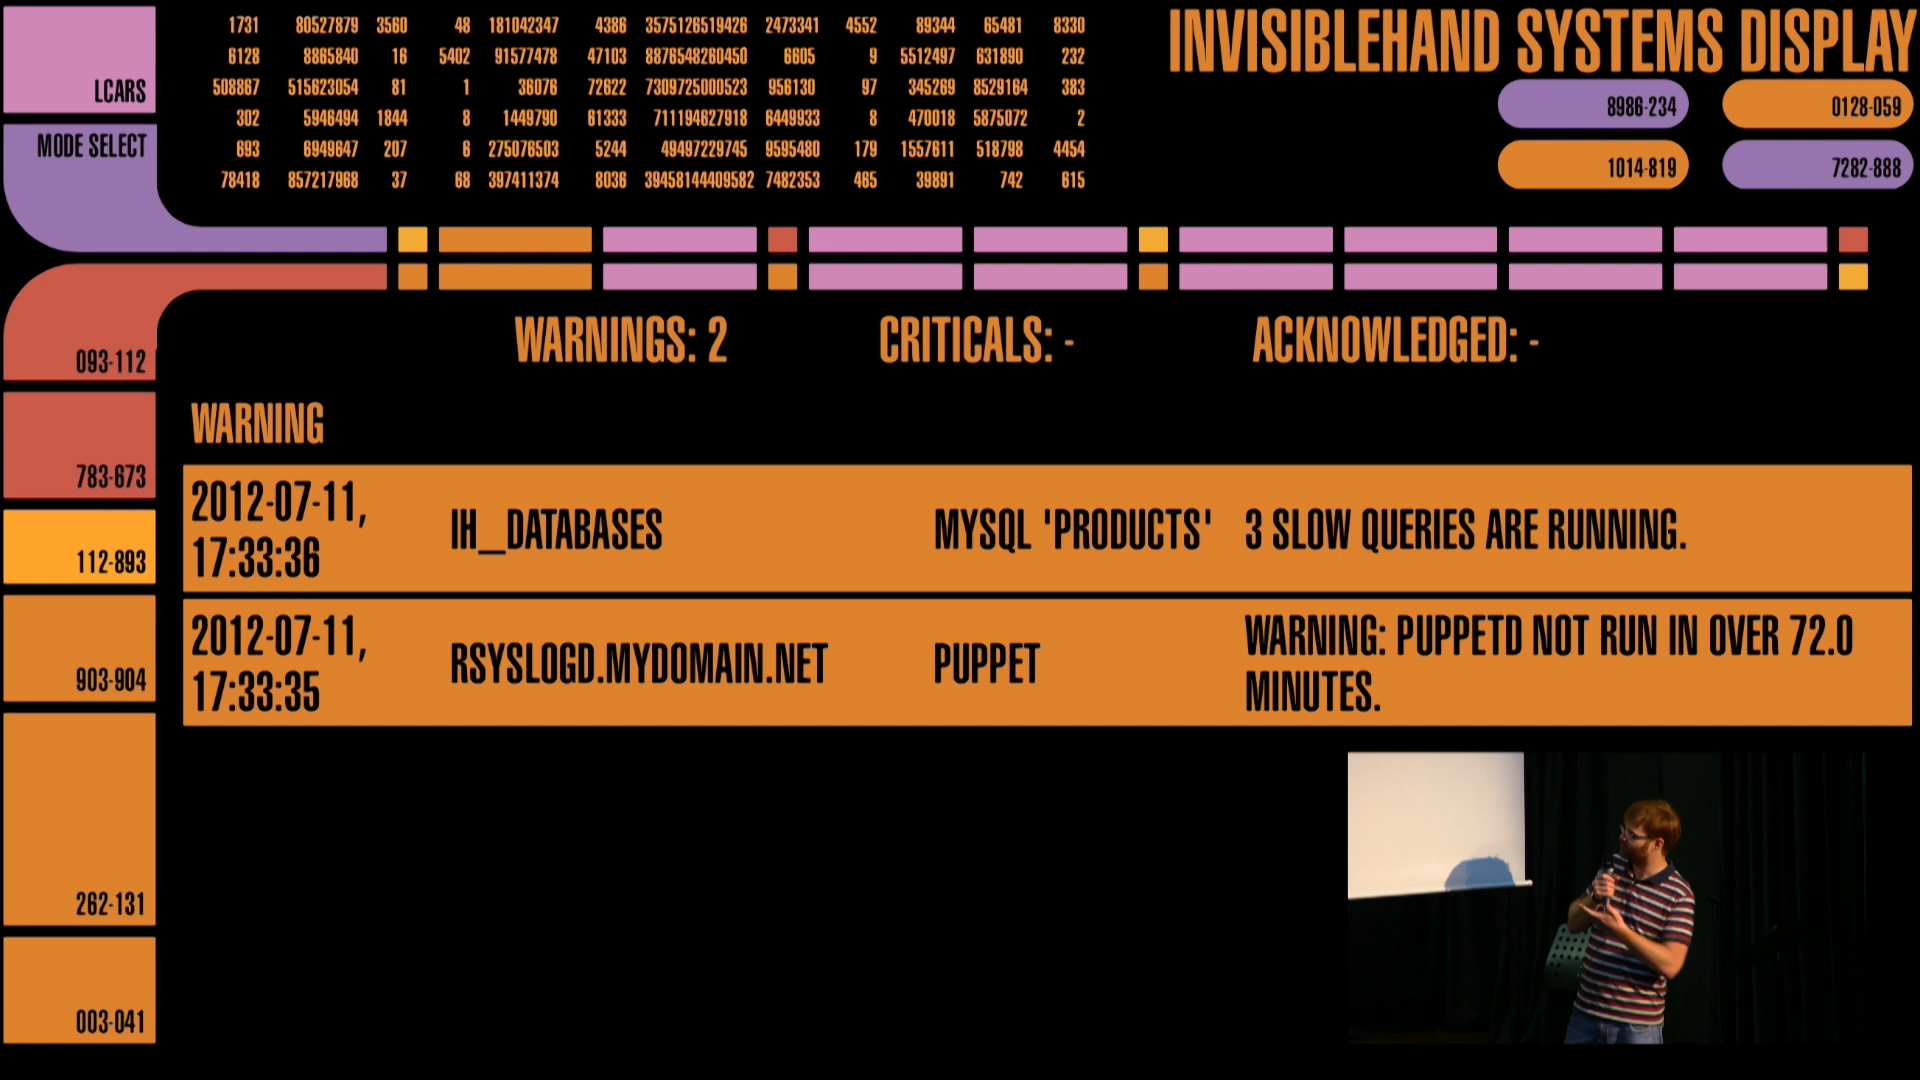 LCARS
MODE SELECT
1731 80527879 3560 48 181042347 4386 3575126519426 2473341 4552 89344 65481 8330
6128 8865840 16 5402 91577478 47103 8876548260450 6605 9 5512497 631890 232
508867 515623054 81 1 36076 72622 7309725000523 956130 97 345269 8529164 383
302 5946494 1844 8 1449790 61333 711194627918 6449933 8 470018 5875072 2
693 6949647 207 6 275076503 5244 49497229745 9595480 179 1557611 518798 4454
78418 857217968 37 68 397411374 8036 39458144409582 7482353 465 39891 742 615
INVISIBLEHAND SYSTEMS DISPLAY
8986-234 0128-059
1014-819 7282-888
093-112
783-673
112-893
903-904
262-131
003-041
WARNINGS: 2 CRITICALS: - ACKNOWLEDGED: -
WARNING
2012-07-11,
17:33:36
IH_DATABASES
MYSQL 'PRODUCTS'
3 SLOW QUERIES ARE RUNNING.
2012-07-11,
17:33:35
RSYSLOGD.MYDOMAIN.NET
PUPPET
WARNING: PUPPETD NOT RUN IN OVER 72.0
MINUTES.